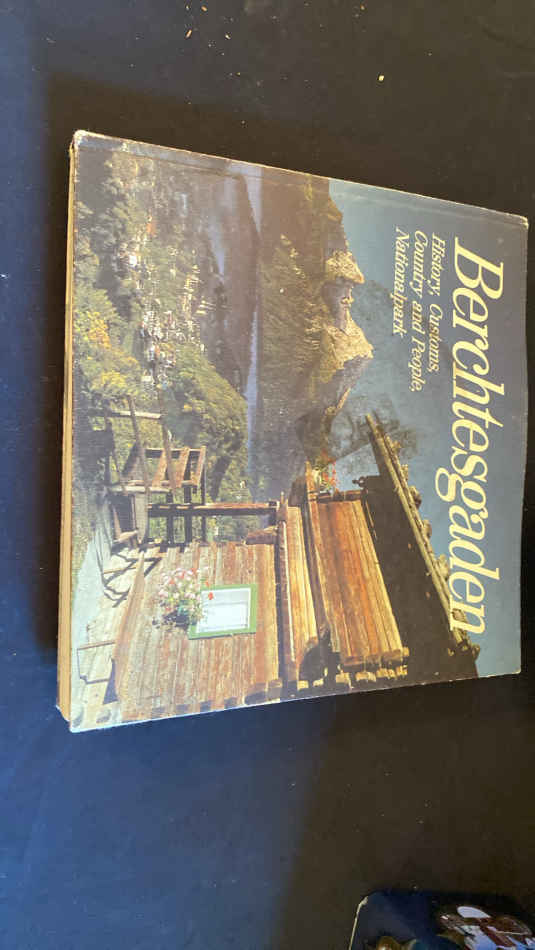 Berchtesgaden
History, Customs,
Country and People,
Nationalpark